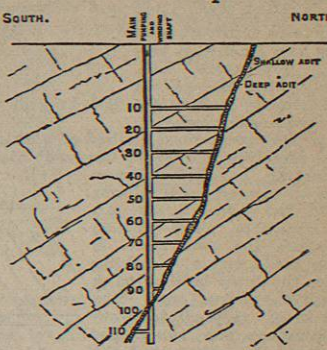 SOUTH.
MAIN
PUMPING
AND
WINDING
SHAFT
NORTH
SHALLOW ADIT
DEEP ADIT
10
20
30
40
50
60
70
80
90
100
110